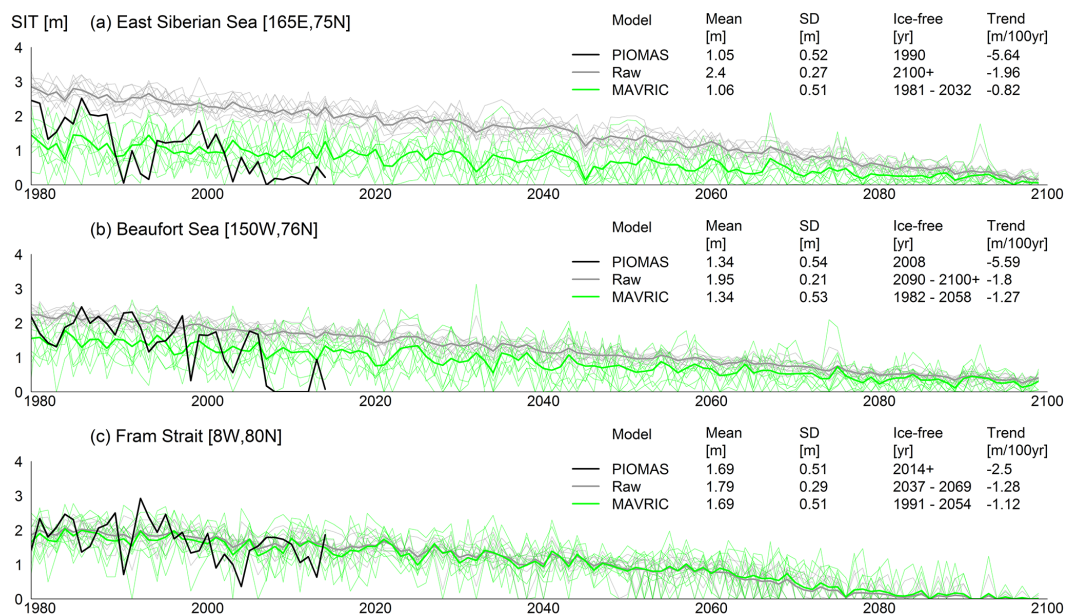 SIT [m] (a) East Siberian Sea [165E,75N]
Model Mean SD Ice-free Trend
[m] [m] [yr] [m/100yr]
PIOMAS 1.05 0.52 1990 -5.64
Raw 2.4 0.27 2100+ -1.96
MAVRIC 1.06 0.51 1981 - 2032 -0.82
4
3
2
1
0
1980 2000 2020 2040 2060 2080 2100
(b) Beaufort Sea [150W,76N]
Model Mean SD Ice-free Trend
[m] [m] [yr] [m/100yr]
PIOMAS 1.34 0.54 2008 -5.59
Raw 1.95 0.21 2090 - 2100+ -1.8
MAVRIC 1.34 0.53 1982 - 2058 -1.27
4
3
2
1
0
1980 2000 2020 2040 2060 2080 2100
(c) Fram Strait [8W,80N]
Model Mean SD Ice-free Trend
[m] [m] [yr] [m/100yr]
PIOMAS 1.69 0.51 2014+ -2.5
Raw 1.79 0.29 2037 - 2069 -1.28
MAVRIC 1.69 0.51 1991 - 2054 -1.12
4
3
2
1
0
1980 2000 2020 2040 2060 2080 2100